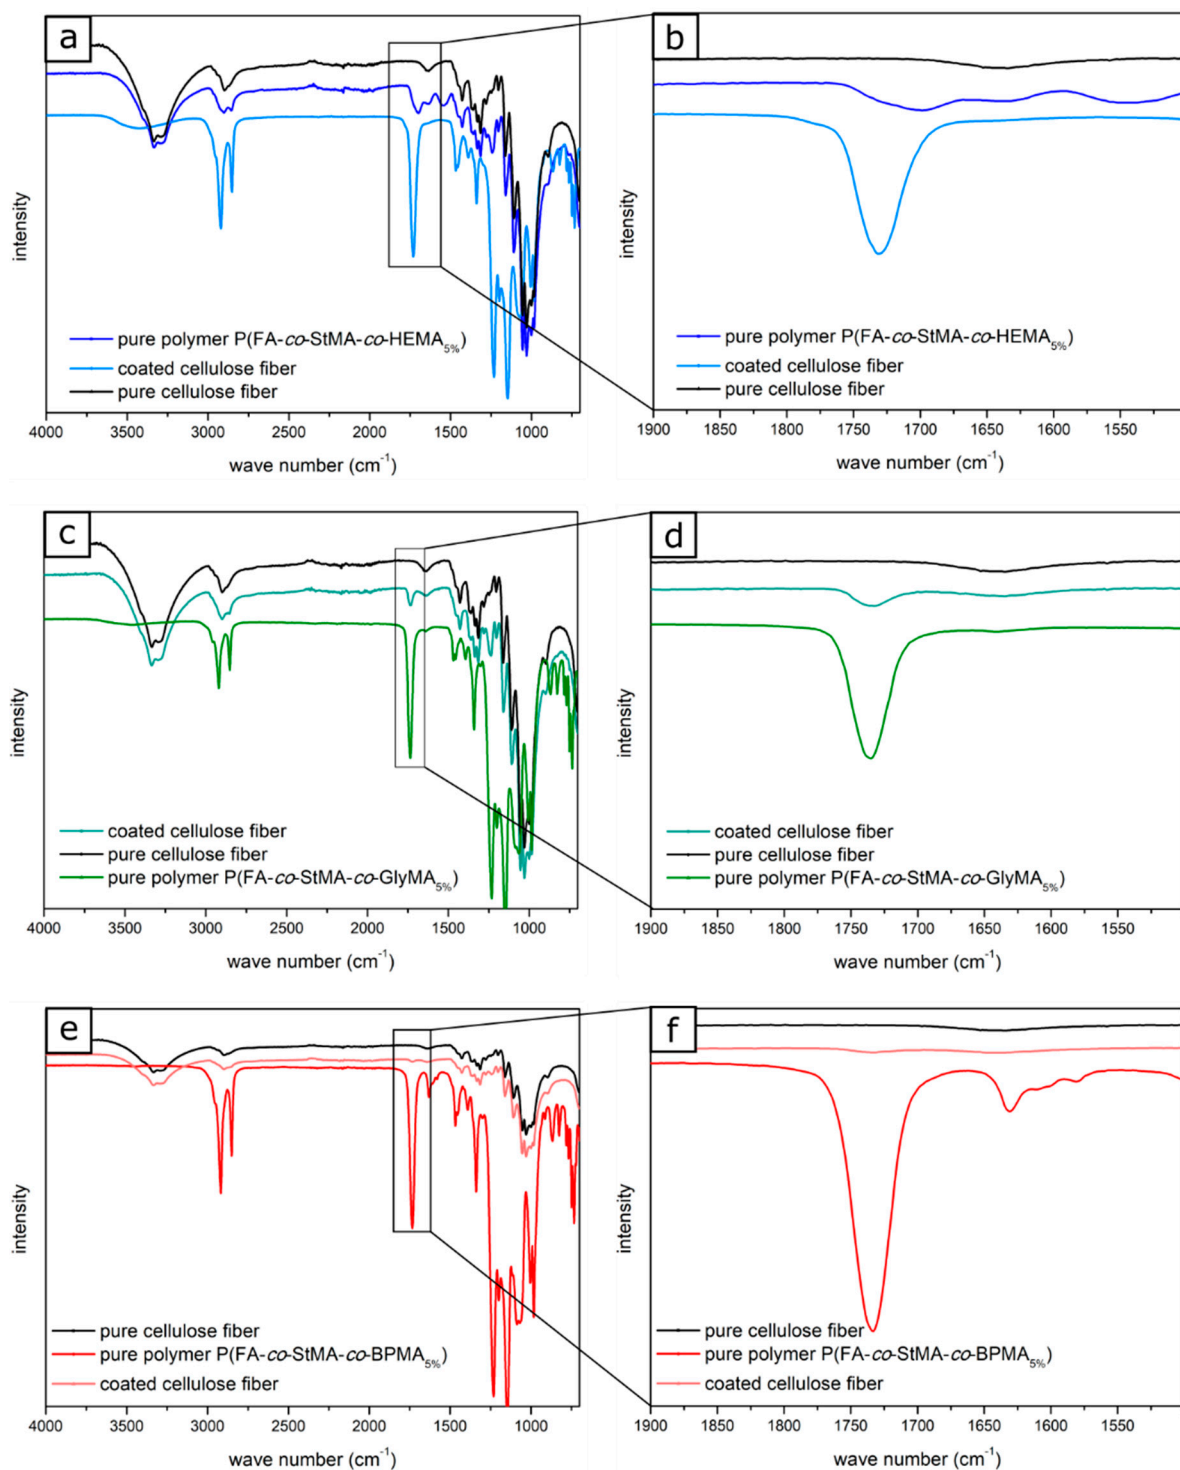 a
intensity
pure polymer P(FA-co-StMA-co-HEMA5%)
coated cellulose fiber
pure cellulose fiber
4000 3500 3000 2500 2000 1500 1000
wave number (cm-1)
b
intensity
pure polymer P(FA-co-StMA-co-HEMA5%)
coated cellulose fiber
pure cellulose fiber
1900 1850 1800 1750 1700 1650 1600 1550
wave number (cm-1)
c
intensity
coated cellulose fiber
pure cellulose fiber
pure polymer P(FA-co-StMA-co-GlyMA5%)
4000 3500 3000 2500 2000 1500 1000
wave number (cm-1)
d
intensity
coated cellulose fiber
pure cellulose fiber
pure polymer P(FA-co-StMA-co-GlyMA5%)
1900 1850 1800 1750 1700 1650 1600 1550
wave number (cm-1)
e
intensity
pure cellulose fiber
pure polymer P(FA-co-StMA-co-BPMA5%)
coated cellulose fiber
4000 3500 3000 2500 2000 1500 1000
wave number (cm-1)
f
intensity
pure cellulose fiber
pure polymer P(FA-co-StMA-co-BPMA5%)
coated cellulose fiber
1900 1850 1800 1750 1700 1650 1600 1550
wave number (cm-1)